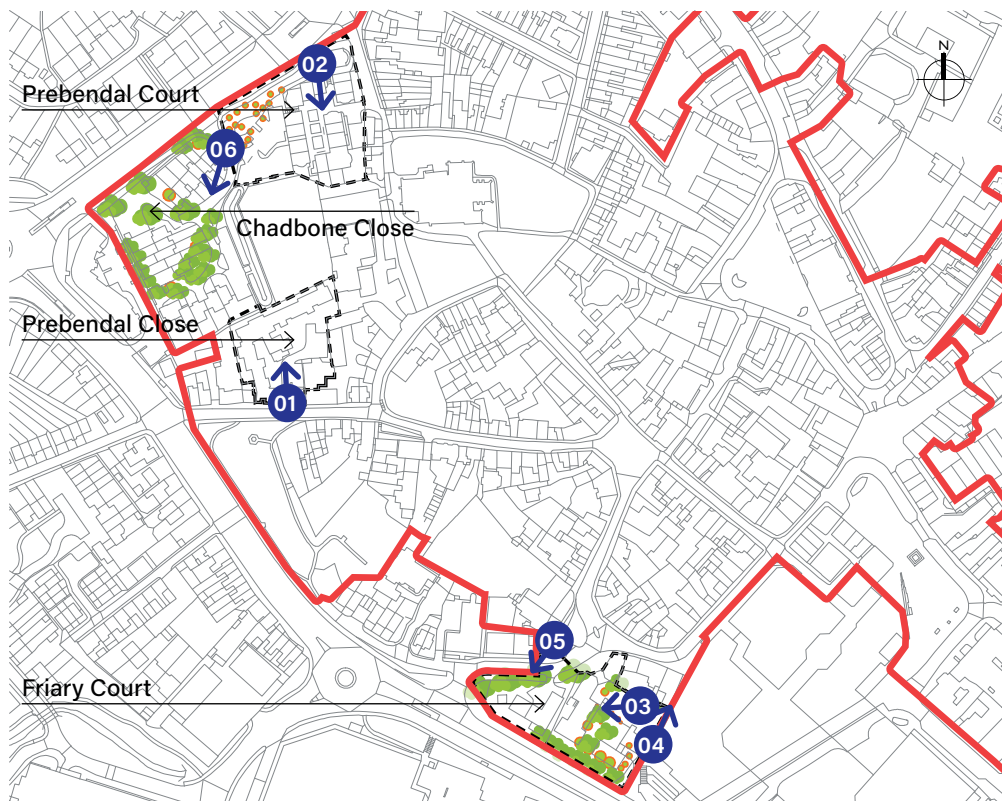 N
02
Prebendal Court
06
Chadbone Close
Prebendal Close
01
05
Friary Court
03
04